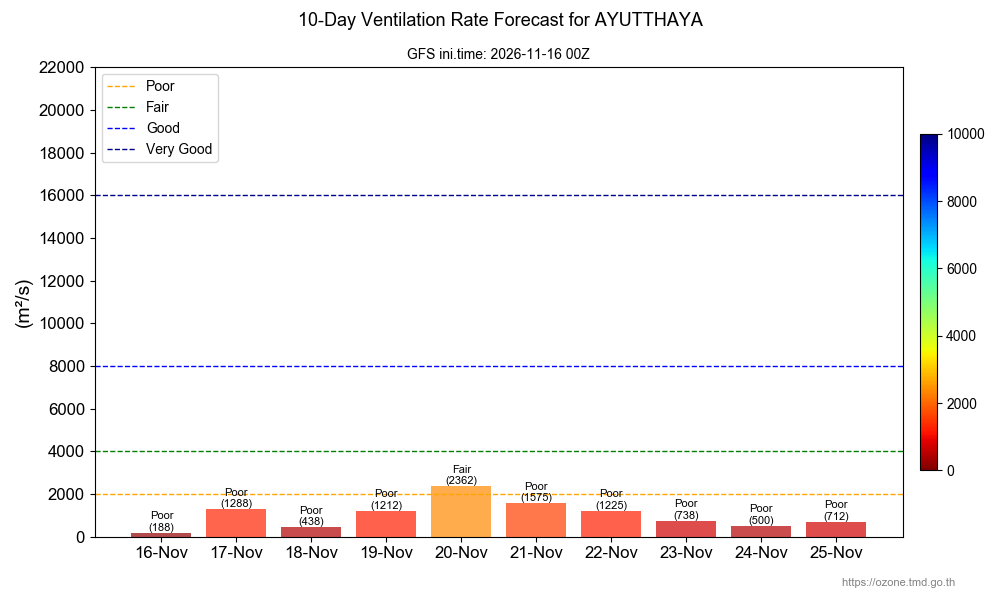 10-Day Ventilation Rate Forecast for AYUTTHAYA
GFS ini.time: 2026-11-16 00Z
(m²/s)
22000
20000
18000
16000
14000
12000
10000
8000
6000
4000
2000
0
Poor
Fair
Good
Very Good
Poor
(188)
Poor
(1288)
Poor
(438)
Poor
(1212)
Fair
(2362)
Poor
(1575)
Poor
(1225)
Poor
(738)
Poor
(500)
Poor
(712)
16-Nov 17-Nov 18-Nov 19-Nov 20-Nov 21-Nov 22-Nov 23-Nov 24-Nov 25-Nov
10000
8000
6000
4000
2000
0
https://ozone.tmd.go.th